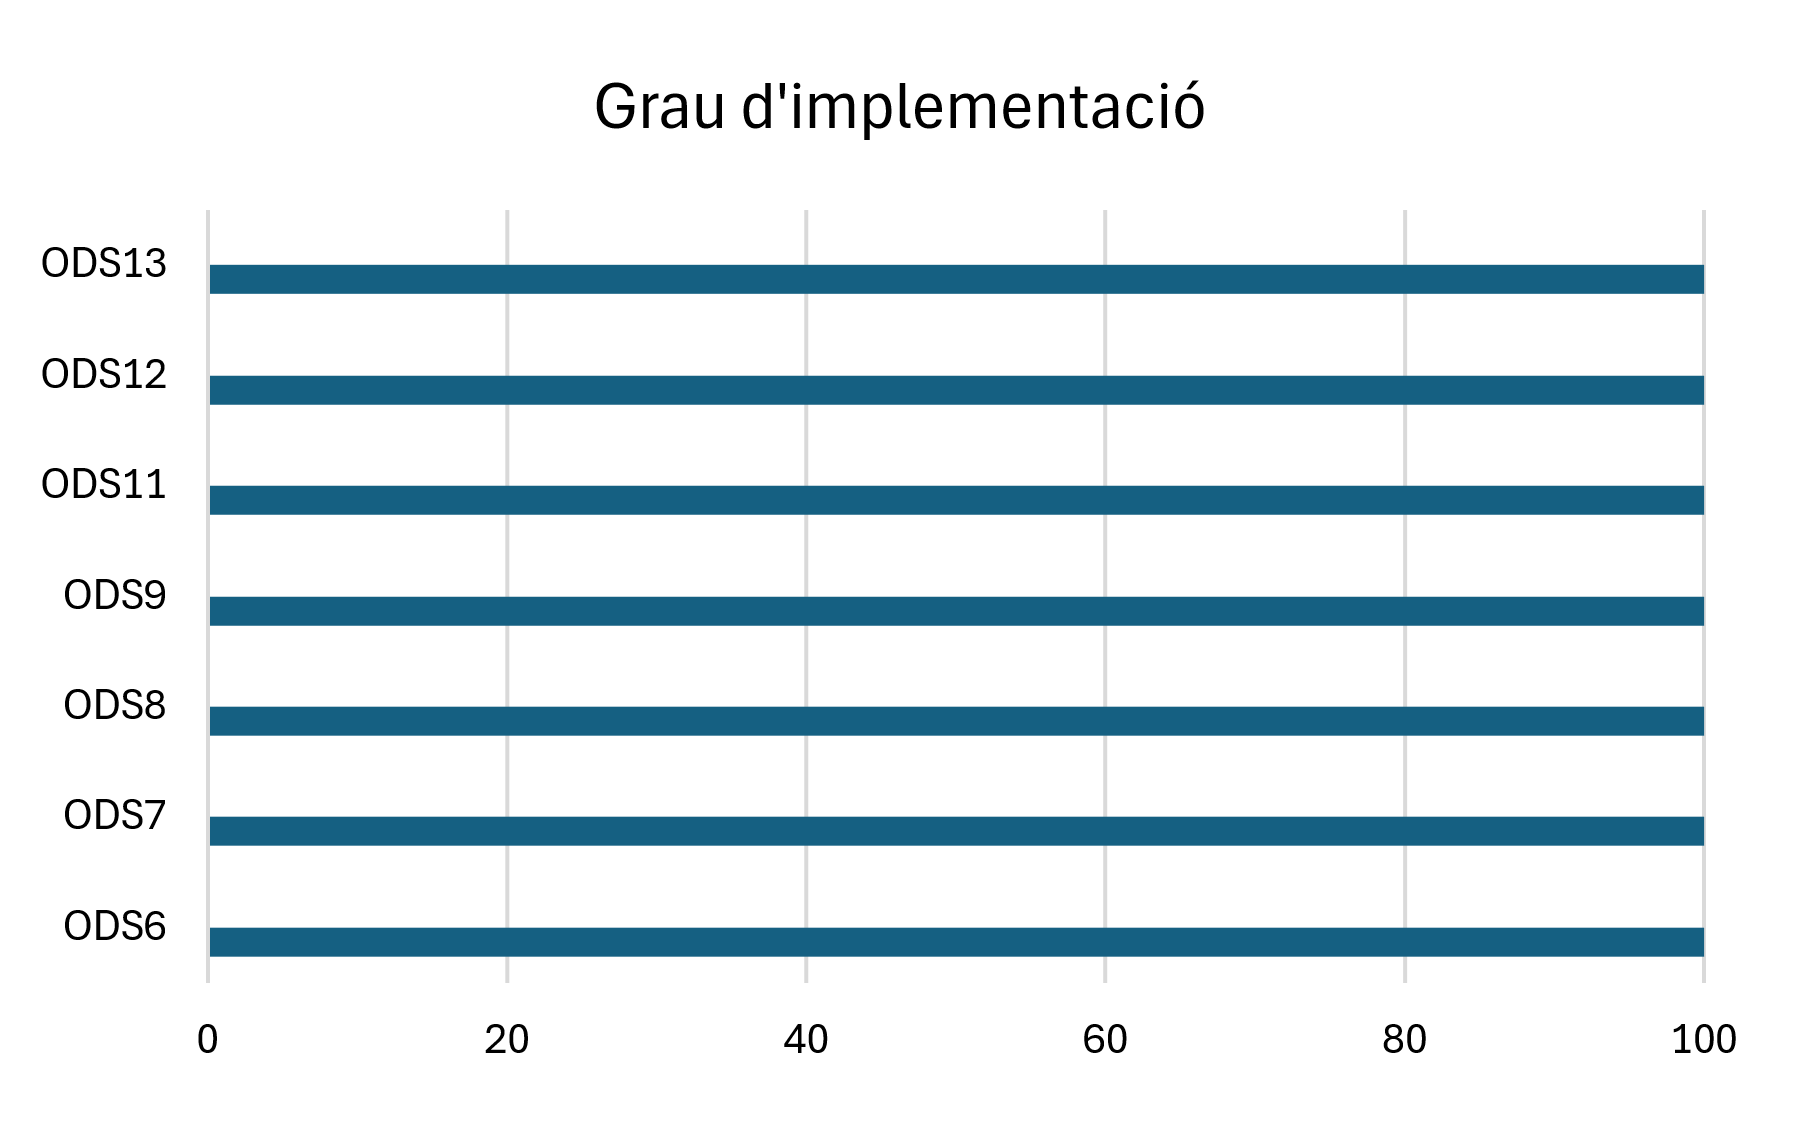 Grau d'implementació
ODS13
ODS12
ODS11
ODS9
ODS8
ODS7
ODS6
0 20 40 60 80 100